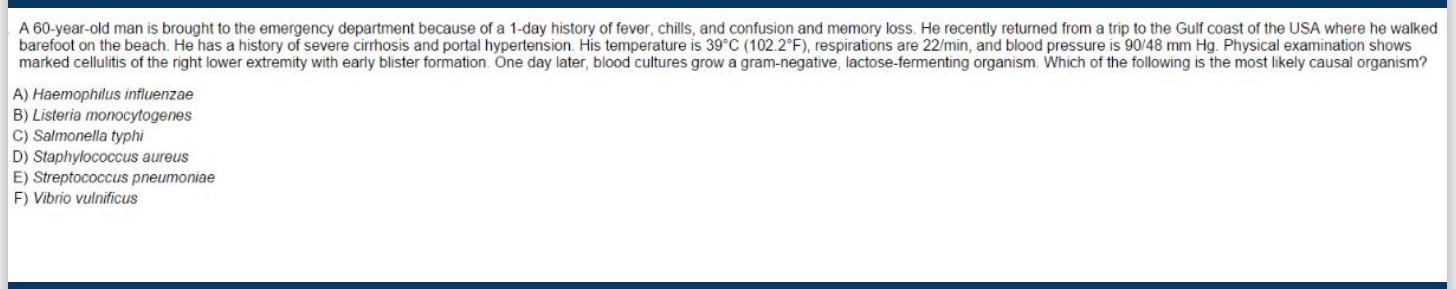 A 60-year-old man is brought to the emergency department because of a 1-day history of fever, chills, and confusion and memory loss. He recently returned from a trip to the Gulf coast of the USA where he walked
barefoot on the beach. He has a history of severe cirrhosis and portal hypertension. His temperature is 39°C (102.2°F), respirations are 22/min, and blood pressure is 90/48 mm Hg. Physical examination shows
marked cellulitis of the right lower extremity with early blister formation. One day later, blood cultures grow a gram-negative, lactose-fermenting organism. Which of the following is the most likely causal organism?
A) Haemophilus influenzae
B) Listeria monocytogenes
C) Salmonella typhi
D) Staphylococcus aureus
E) Streptococcus pneumoniae
F) Vibrio vulnificus